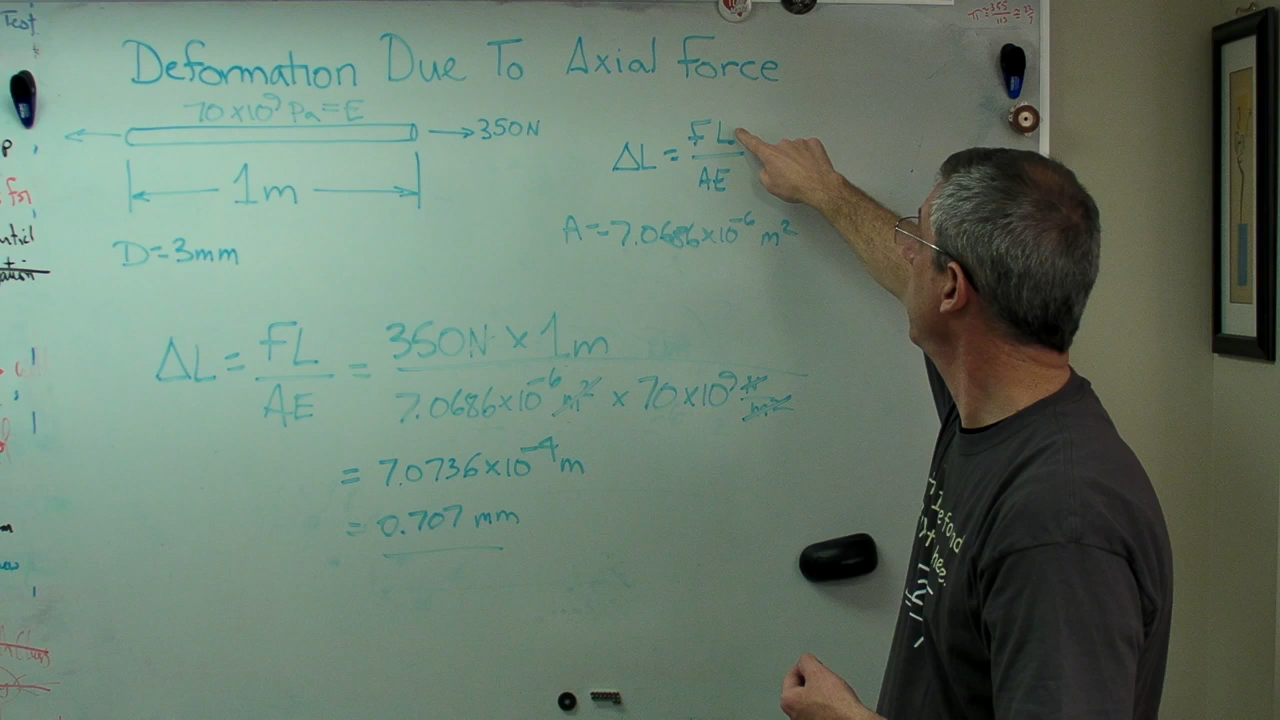 Test
Deformation Due To Axial Force
70×10⁹ Pa = E
350N
ΔL = FL / AE
1m
A = 7.0686×10⁻⁶ m²
D = 3mm
for
ΔL = FL / AE = 350N × 1m / 7.0686×10⁻⁶ m² × 70×10⁹ N/m²
= 7.0736×10⁻⁴ m
= 0.707 mm